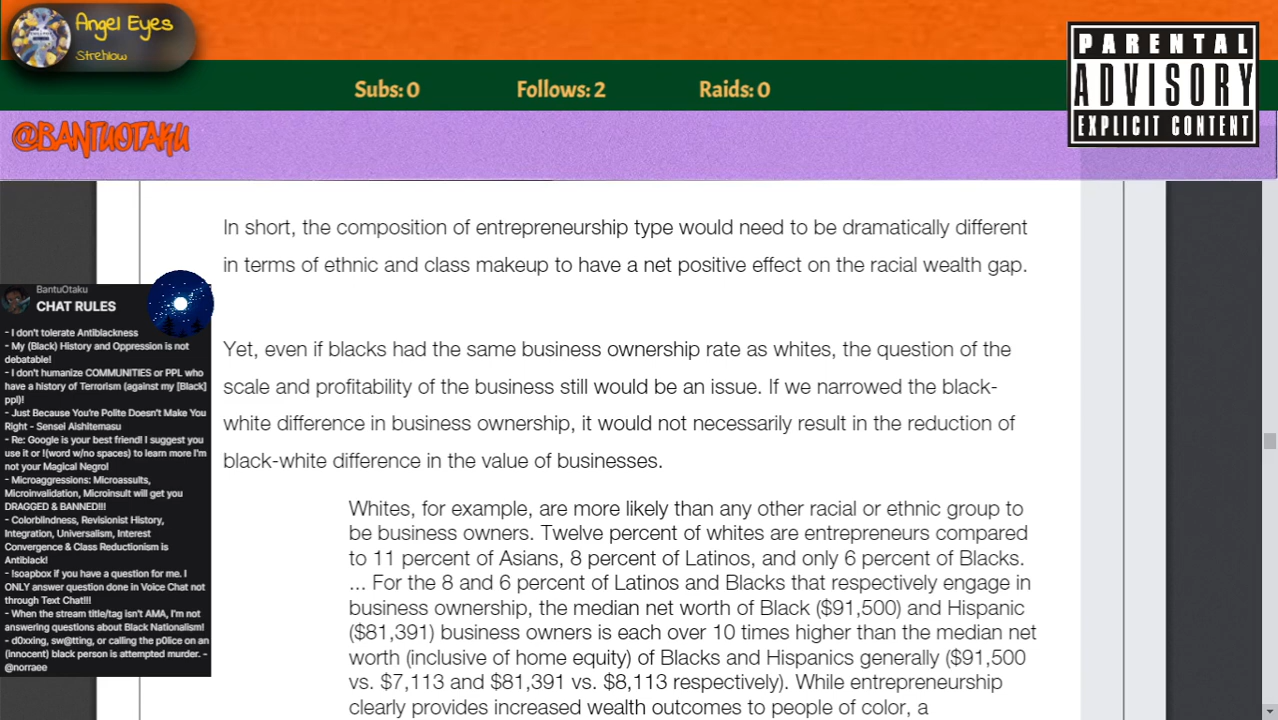 Angel Eyes
Strehlow
PARENTAL
ADVISORY
EXPLICIT CONTENT
Subs: 0
Follows: 2
Raids: 0
@BANTUOTAKU
In short, the composition of entrepreneurship type would need to be dramatically different
in terms of ethnic and class makeup to have a net positive effect on the racial wealth gap.
BantuOtaku
CHAT RULES
- I don't tolerate Antiblackness
- My (Black) History and Oppression is not
debatable!
- I don't humanize COMMUNITIES or PPL who
have a history of Terrorism (against my [Black]
ppl)!
- Just Because You're Polite Doesn't Make You
Right - Sensei Aishitemasu
- Re: Google is your best friend! I suggest you
use it or !(word w/no spaces) to learn more I'm
not your Magical Negro!
- Microaggressions: Microassults,
Microinvalidation, Microinsult will get you
DRAGGED & BANNED!!!
- Colorblindness, Revisionist History,
Integration, Universalism, Interest
Convergence & Class Reductionism is
Antiblack!
- !soapbox if you have a question for me. I
ONLY answer question done in Voice Chat not
through Text Chat!!!
- When the stream title/tag isn't AMA, I'm not
answering questions about Black Nationalism!
- d0xxing, sw@tting, or calling the p0lice on an
(innocent) black person is attempted murder. -
@norraee
Yet, even if blacks had the same business ownership rate as whites, the question of the
scale and profitability of the business still would be an issue. If we narrowed the black-
white difference in business ownership, it would not necessarily result in the reduction of
black-white difference in the value of businesses.
Whites, for example, are more likely than any other racial or ethnic group to
be business owners. Twelve percent of whites are entrepreneurs compared
to 11 percent of Asians, 8 percent of Latinos, and only 6 percent of Blacks.
... For the 8 and 6 percent of Latinos and Blacks that respectively engage in
business ownership, the median net worth of Black ($91,500) and Hispanic
($81,391) business owners is each over 10 times higher than the median net
worth (inclusive of home equity) of Blacks and Hispanics generally ($91,500
vs. $7,113 and $81,391 vs. $8,113 respectively). While entrepreneurship
clearly provides increased wealth outcomes to people of color, a